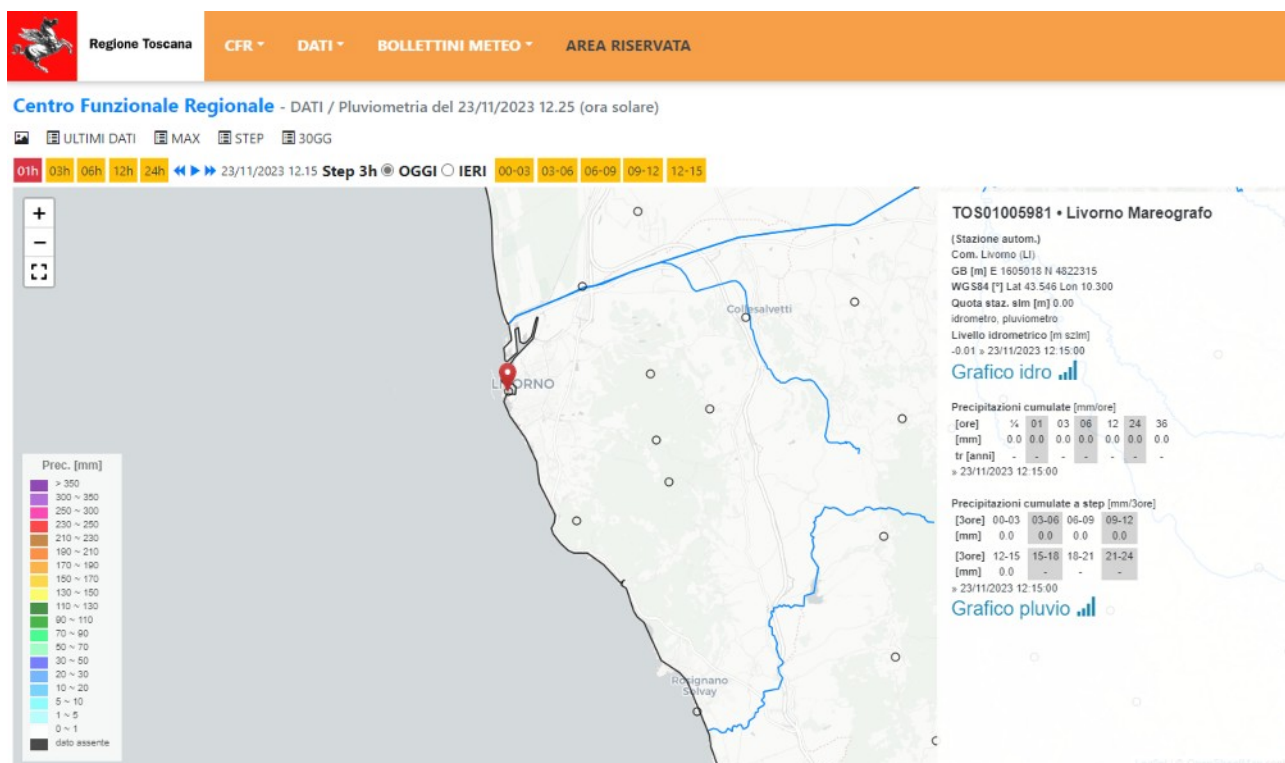 Regione Toscana CFR DATI BOLLETTINI METEO AREA RISERVATA
Centro Funzionale Regionale - DATI / Pluviometria del 23/11/2023 12.25 (ora solare)
ULTIMI DATI MAX STEP 30GG
01h 03h 06h 12h 24h 23/11/2023 12.15 Step 3h OGGI IERI 00-03 03-06 06-09 09-12 12-15
+
−
Collesalvetti
LIVORNO
Rosignano
Solvay
Prec. [mm]
> 350
300 ~ 350
250 ~ 300
230 ~ 250
210 ~ 230
190 ~ 210
170 ~ 190
150 ~ 170
130 ~ 150
110 ~ 130
90 ~ 110
70 ~ 90
50 ~ 70
30 ~ 50
20 ~ 30
10 ~ 20
5 ~ 10
1 ~ 5
0 ~ 1
dato assente
TOS01005981 • Livorno Mareografo
(Stazione autom.)
Com. Livorno (LI)
GB [m] E 1605018 N 4822315
WGS84 [°] Lat 43.546 Lon 10.300
Quota staz. slm [m] 0.00
idrometro, pluviometro
Livello idrometrico [m szim]
-0.01 » 23/11/2023 12:15:00
Grafico idro
Precipitazioni cumulate [mm/ore]
[ore] ¼ 01 03 06 12 24 36
[mm] 0.0 0.0 0.0 0.0 0.0 0.0 0.0
tr [anni] - - - - - - -
» 23/11/2023 12:15:00
Precipitazioni cumulate a step [mm/3ore]
[3ore] 00-03 03-06 06-09 09-12
[mm] 0.0 0.0 0.0 0.0
[3ore] 12-15 15-18 18-21 21-24
[mm] 0.0 - - -
» 23/11/2023 12:15:00
Grafico pluvio